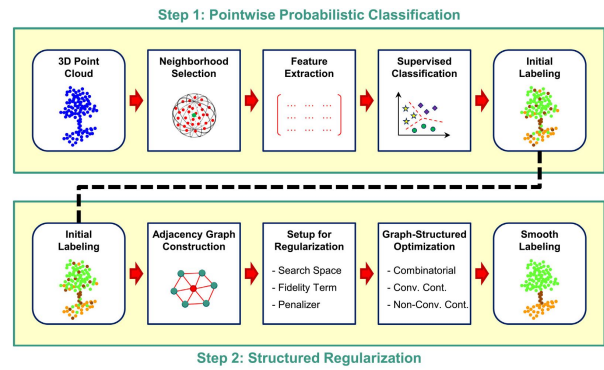 Step 1: Pointwise Probabilistic Classification
3D Point
Cloud
Neighborhood
Selection
Feature
Extraction
... ... ...
... ... ...
... ... ...
Supervised
Classification
Initial
Labeling
Initial
Labeling
Adjacency Graph
Construction
Setup for
Regularization
- Search Space
- Fidelity Term
- Penalizer
Graph-Structured
Optimization
- Combinatorial
- Conv. Cont.
- Non-Conv. Cont.
Smooth
Labeling
Step 2: Structured Regularization